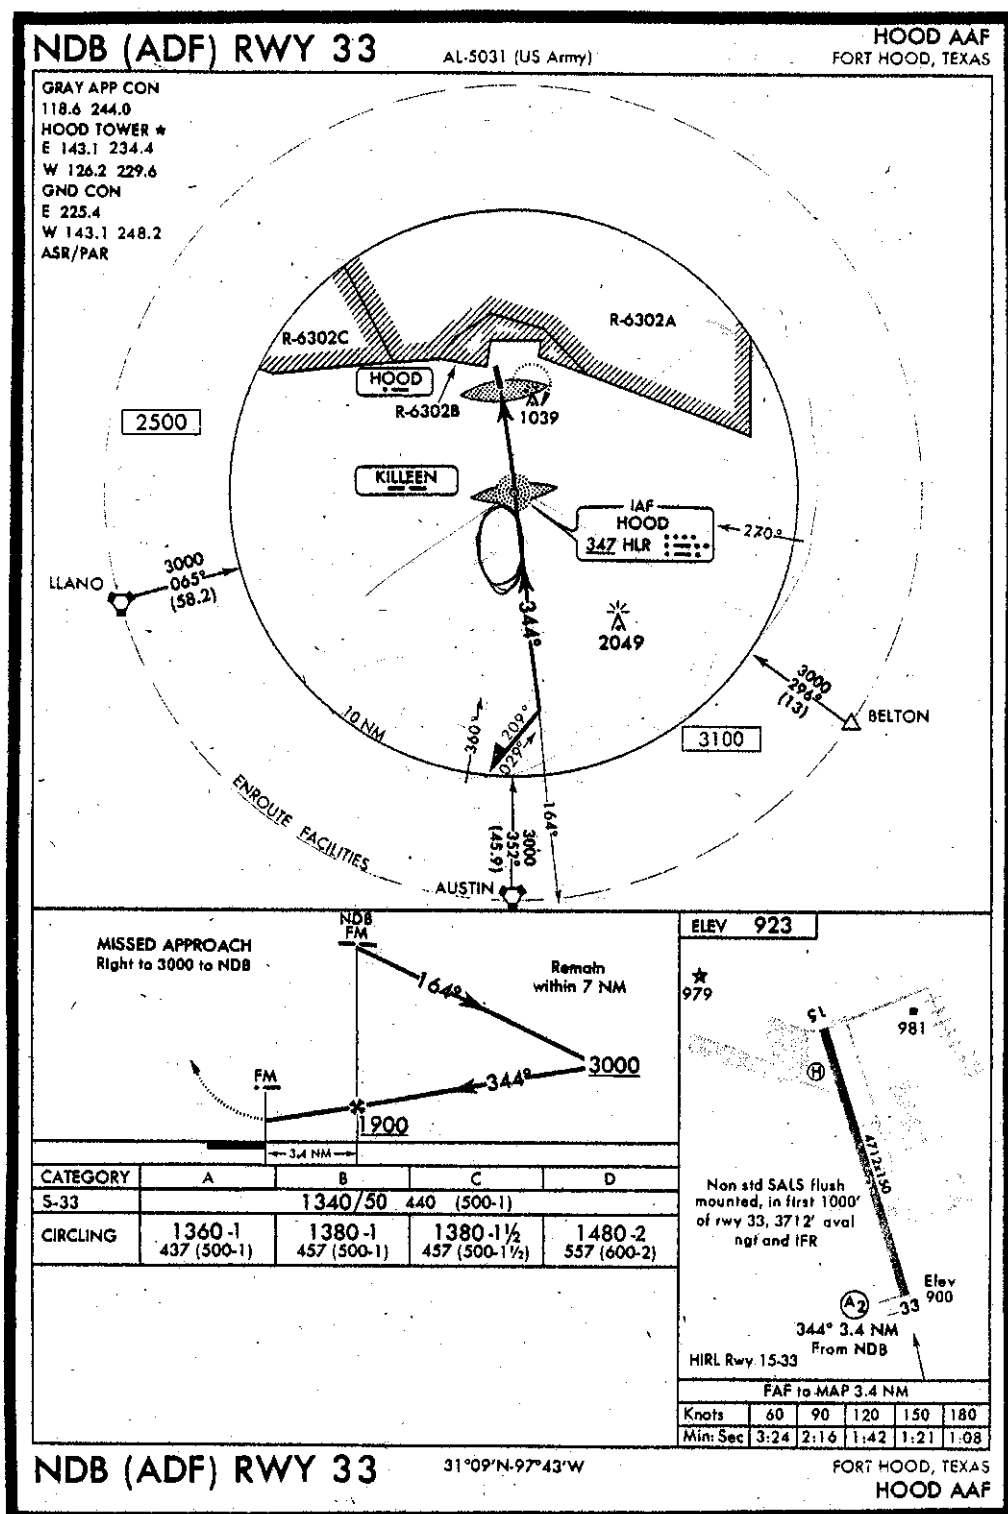 NDB (ADF) RWY 33
AL-5031 (US Army)
HOOD AAF
FORT HOOD, TEXAS
GRAY APP CON
118.6 244.0
HOOD TOWER ★
E 143.1 234.4
W 126.2 229.6
GND CON
E 225.4
W 143.1 248.2
ASR/PAR
R-6302C
R-6302A
HOOD
R-6302B
1039
2500
KILLEEN
IAF
HOOD
347 HLR
270°
LLANO
3000
065°
(58.2)
344°
2049
3000
296°
(13)
BELTON
10 NM
360°
209°
029°
3100
ENROUTE FACILITIES
164°
3000
352°
(45.9)
AUSTIN
MISSED APPROACH
Right to 3000 to NDB
NDB
FM
164°
Remain
within 7 NM
FM
344°
3000
1900
3.4 NM
CATEGORY A B C D
S-33 1340/50 440 (500-1)
CIRCLING 1360-1 1380-1 1380-1½ 1480-2
437 (500-1) 457 (500-1) 457 (500-1½) 557 (600-2)
ELEV 923
979
15
981
H
4712x150
Non std SALS flush
mounted, in first 1000'
of rwy 33, 3712' aval
ngt and IFR
Elev
900
A2
33
344° 3.4 NM
From NDB
HIRL Rwy 15-33
FAF to MAP 3.4 NM
Knots 60 90 120 150 180
Min:Sec 3:24 2:16 1:42 1:21 1:08
NDB (ADF) RWY 33
31°09'N-97°43'W
FORT HOOD, TEXAS
HOOD AAF